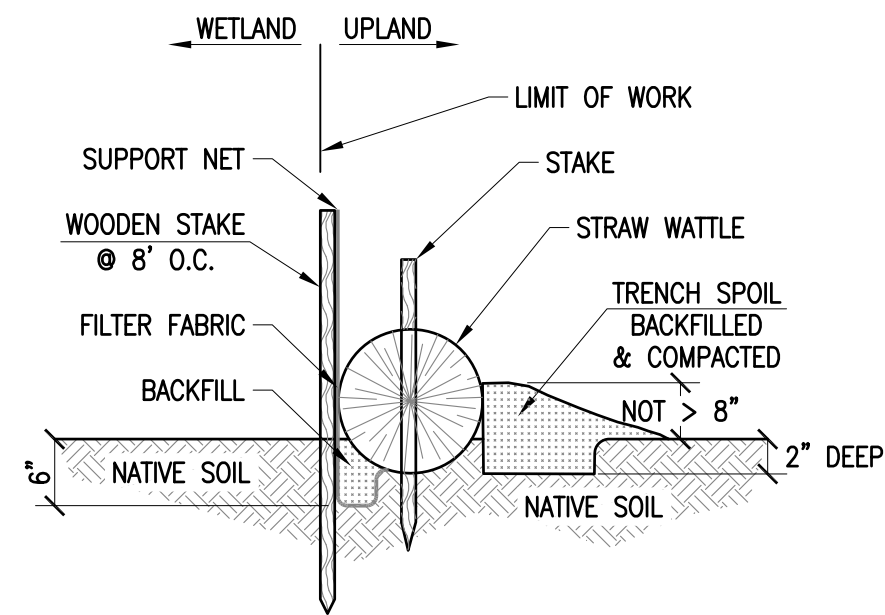 WETLAND
UPLAND
LIMIT OF WORK
SUPPORT NET
STAKE
WOODEN STAKE
@ 8' O.C.
STRAW WATTLE
TRENCH SPOIL
BACKFILLED
& COMPACTED
FILTER FABRIC
BACKFILL
NOT > 8"
6"
NATIVE SOIL
2" DEEP
NATIVE SOIL